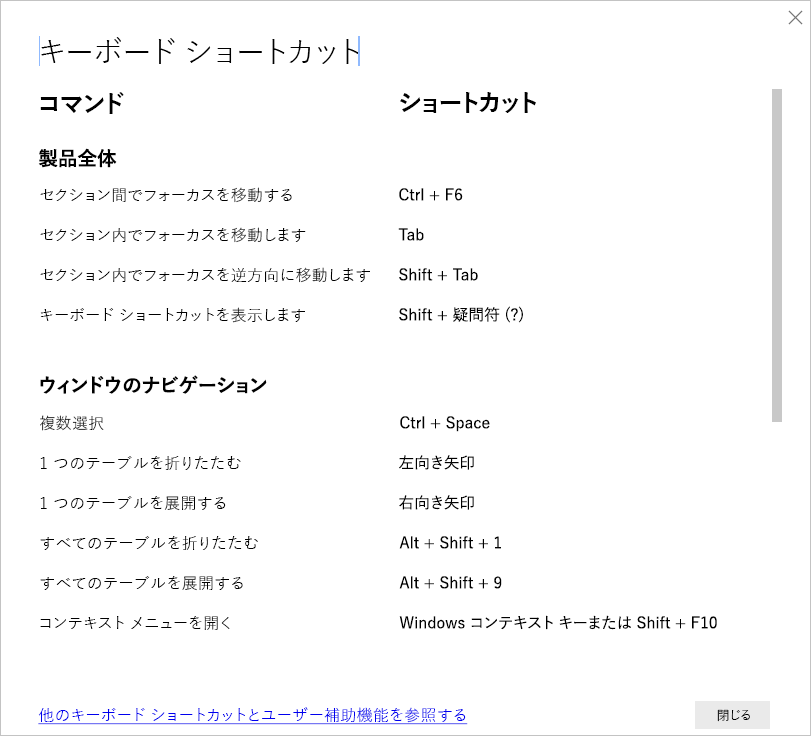 キーボード ショートカット
コマンド ショートカット
製品全体
セクション間でフォーカスを移動する Ctrl + F6
セクション内でフォーカスを移動します Tab
セクション内でフォーカスを逆方向に移動します Shift + Tab
キーボード ショートカットを表示します Shift + 疑問符 (?)
ウィンドウのナビゲーション
複数選択 Ctrl + Space
1 つのテーブルを折りたたむ 左向き矢印
1 つのテーブルを展開する 右向き矢印
すべてのテーブルを折りたたむ Alt + Shift + 1
すべてのテーブルを展開する Alt + Shift + 9
コンテキスト メニューを開く Windows コンテキスト キーまたは Shift + F10
他のキーボード ショートカットとユーザー補助機能を参照する 閉じる